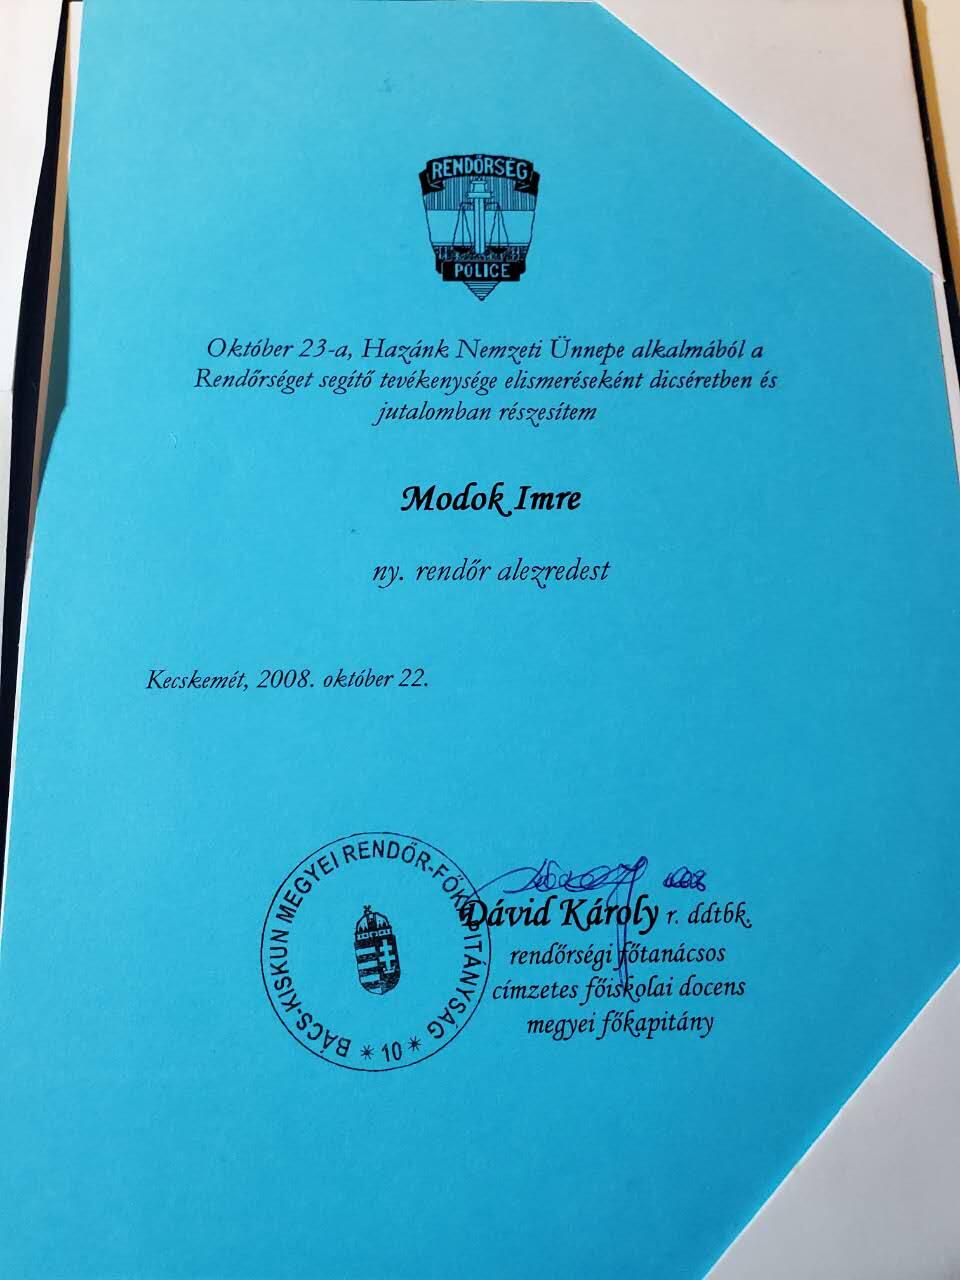 RENDŐRSÉG
POLICE
Október 23-a, Hazánk Nemzeti Ünnepe alkalmából a
Rendőrséget segítő tevékenysége elismeréseként dicséretben és
jutalomban részesítem
Modok Imre
ny. rendőr alezredest
Kecskemét, 2008. október 22.
BÁCS-KISKUN MEGYEI RENDŐR-FŐKAPITÁNYSÁG
* 10 *
Dávid Károly r. ddtbk.
rendőrségi főtanácsos
címzetes főiskolai docens
megyei főkapitány